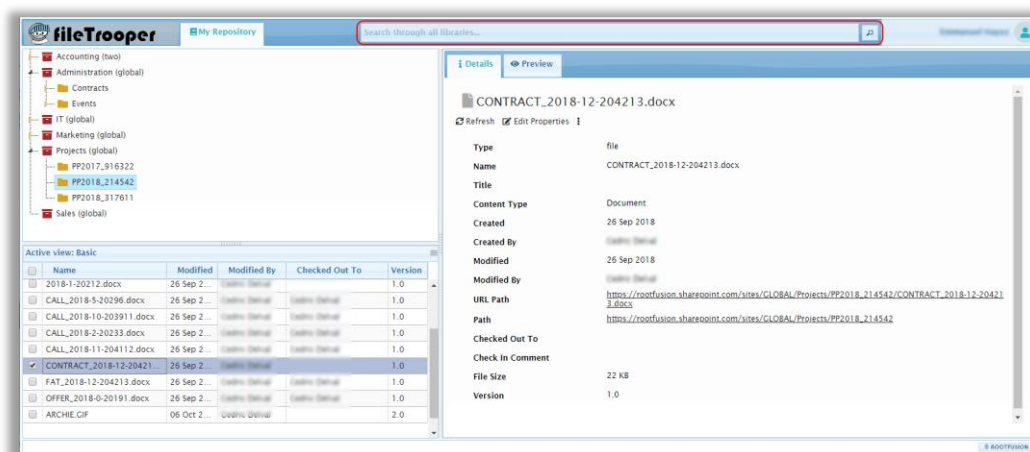 fileTrooper
My Repository
Search through all libraries...
Accounting (two)
Administration (global)
Contracts
Events
IT (global)
Marketing (global)
Projects (global)
PP2017_916322
PP2018_214542
PP2018_317611
Sales (global)
Active view: Basic
Name Modified Modified By Checked Out To Version
2018-1-20212.docx 26 Sep 2... 1.0
CALL_2018-5-20296.docx 26 Sep 2... 1.0
CALL_2018-10-203911.docx 26 Sep 2... 1.0
CALL_2018-2-20233.docx 26 Sep 2... 1.0
CALL_2018-11-204112.docx 26 Sep 2... 1.0
CONTRACT_2018-12-20421... 26 Sep 2... 1.0
FAT_2018-12-204213.docx 26 Sep 2... 1.0
OFFER_2018-0-20191.docx 26 Sep 2... 1.0
ARCHIE.GIF 06 Oct 2... 2.0
Details Preview
CONTRACT_2018-12-204213.docx
Refresh Edit Properties
Type file
Name CONTRACT_2018-12-204213.docx
Title
Content Type Document
Created 26 Sep 2018
Created By
Modified 26 Sep 2018
Modified By
URL Path https://rootfusion.sharepoint.com/sites/GLOBAL/Projects/PP2018_214542/CONTRACT_2018-12-20421
3.docx
Path https://rootfusion.sharepoint.com/sites/GLOBAL/Projects/PP2018_214542
Checked Out To
Check In Comment
File Size 22 KB
Version 1.0
© ROOTFUSION